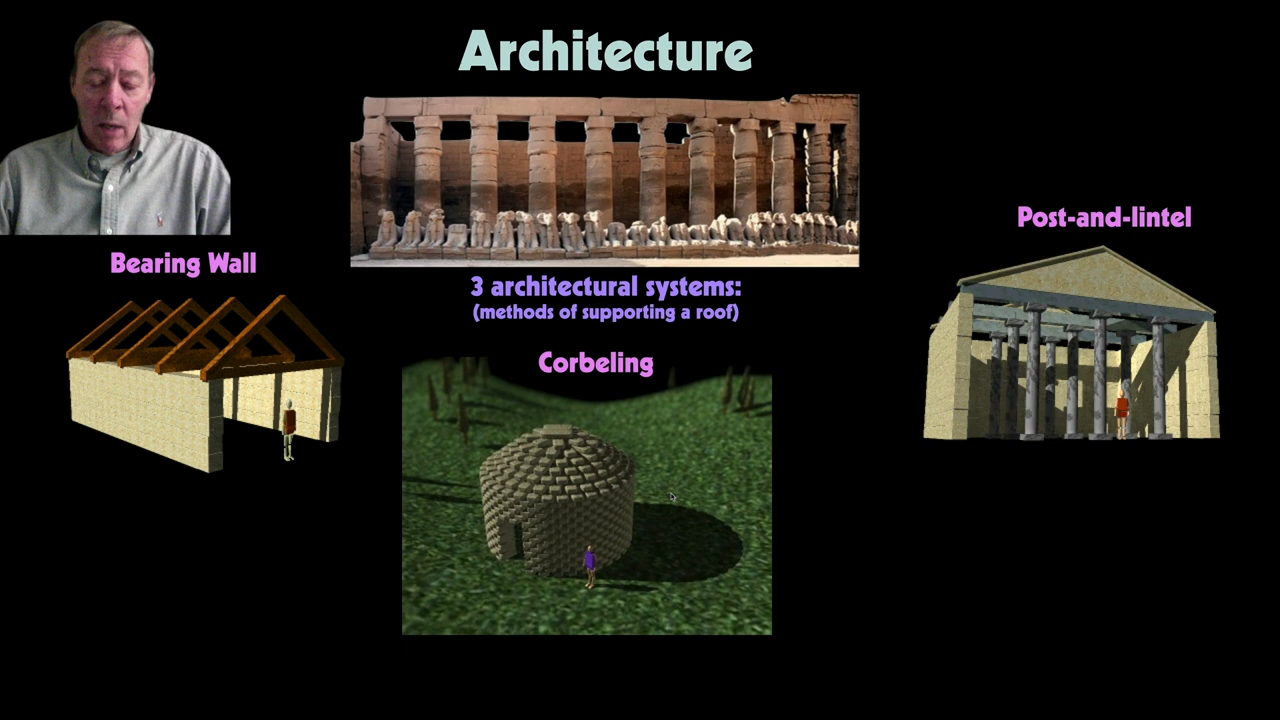 Architecture
Post-and-lintel
Bearing Wall
3 architectural systems:
(methods of supporting a roof)
Corbeling